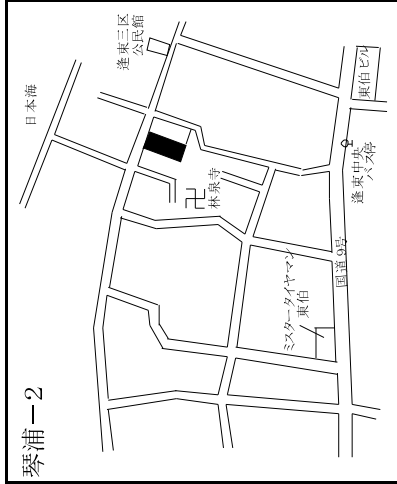 琴浦－2
日本海
逢東三区
公民館
林泉寺
東伯ビル
逢東中央
バス停
国道9号
ミスタータイヤマン
東伯